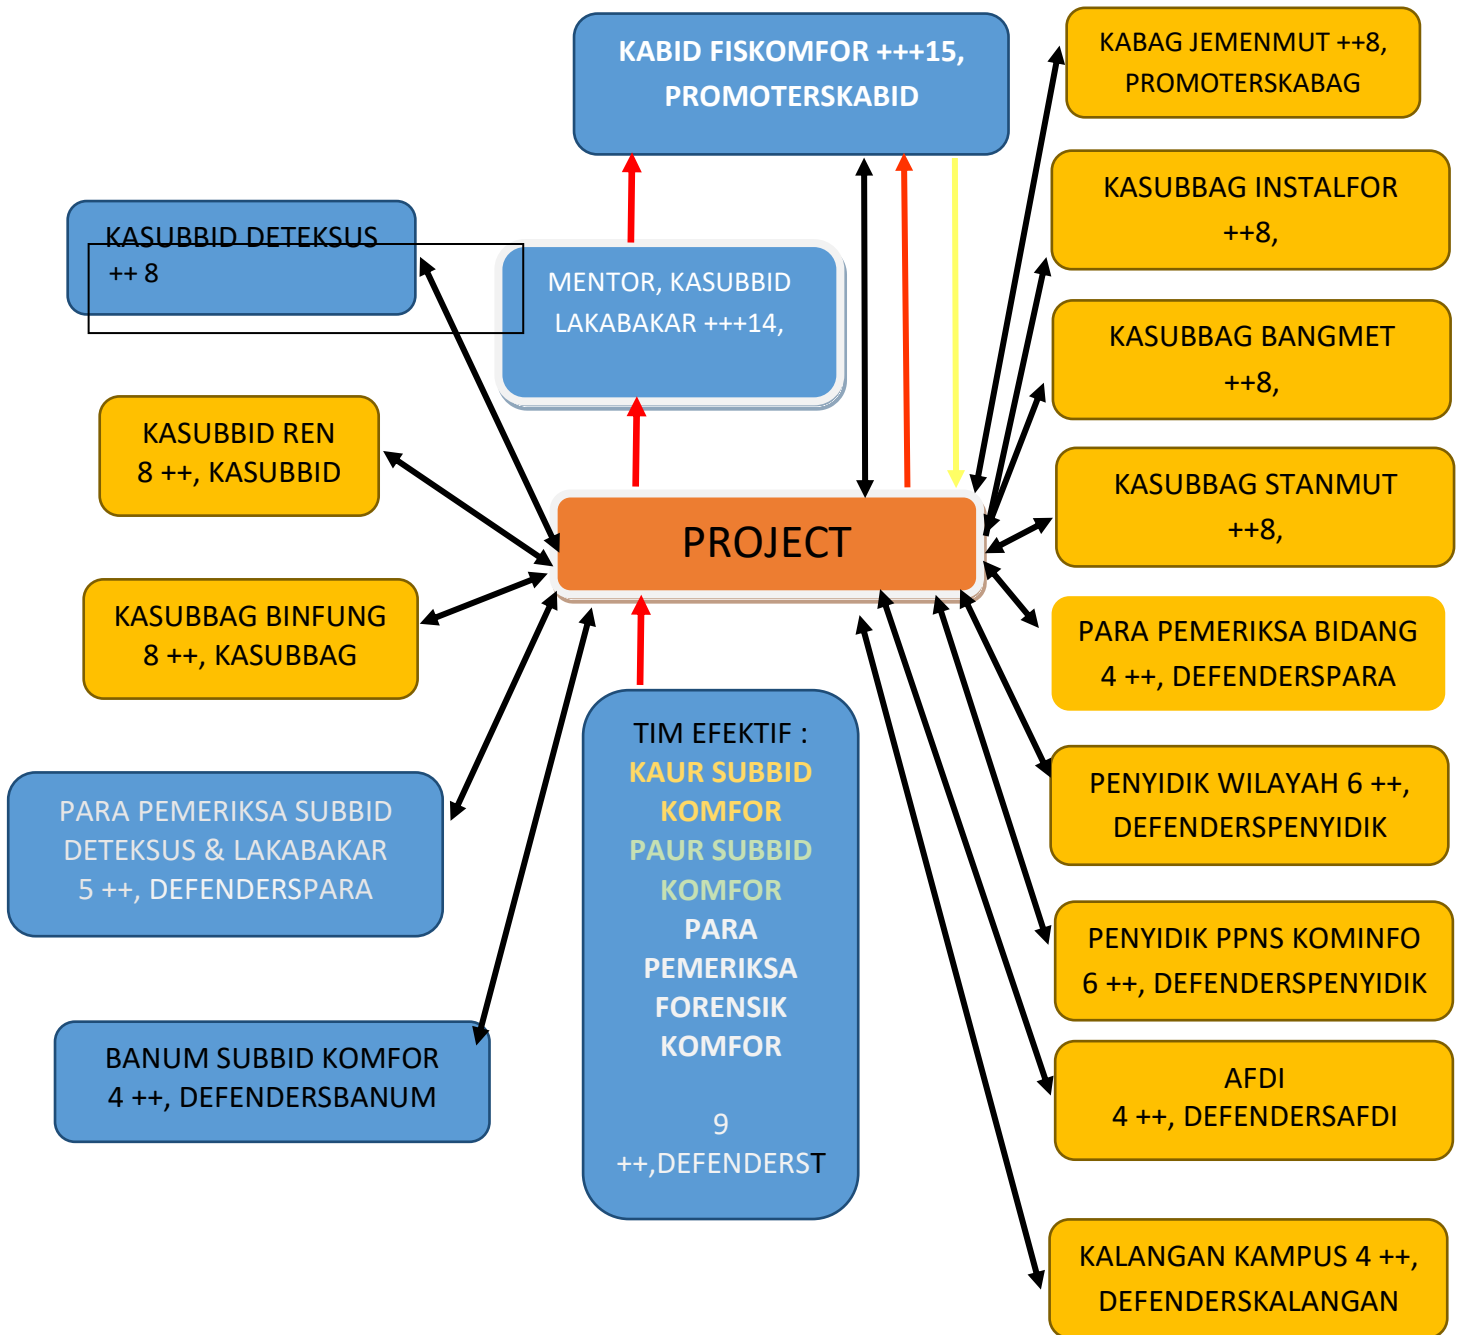 KABID FISKOMFOR +++15,
PROMOTERSKABID
KABAG JEMENMUT ++8,
PROMOTERSKABAG
KASUBBAG INSTALFOR
++8,
KASUBBID DETEKSUS
++ 8
MENTOR, KASUBBID
LAKABAKAR +++14,
KASUBBAG BANGMET
++8,
KASUBBID REN
8 ++, KASUBBID
KASUBBAG STANMUT
++8,
PROJECT
KASUBBAG BINFUNG
8 ++, KASUBBAG
PARA PEMERIKSA BIDANG
4 ++, DEFENDERSPARA
TIM EFEKTIF :
KAUR SUBBID
KOMFOR
PAUR SUBBID
KOMFOR
PARA
PEMERIKSA
FORENSIK
KOMFOR
9
++,DEFENDERST
PARA PEMERIKSA SUBBID
DETEKSUS & LAKABAKAR
5 ++, DEFENDERSPARA
PENYIDIK WILAYAH 6 ++,
DEFENDERSPENYIDIK
PENYIDIK PPNS KOMINFO
6 ++, DEFENDERSPENYIDIK
BANUM SUBBID KOMFOR
4 ++, DEFENDERSBANUM
AFDI
4 ++, DEFENDERSAFDI
KALANGAN KAMPUS 4 ++,
DEFENDERSKALANGAN